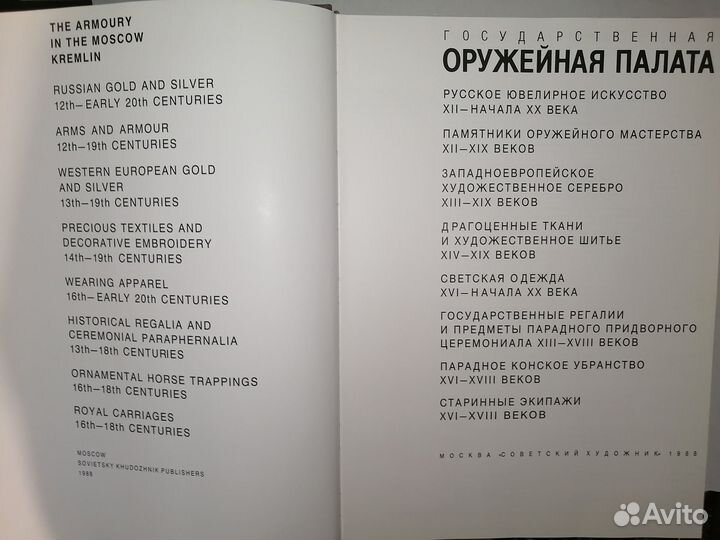 THE ARMOURY
IN THE MOSCOW
KREMLIN
RUSSIAN GOLD AND SILVER
12th—EARLY 20th CENTURIES
ARMS AND ARMOUR
12th—19th CENTURIES
WESTERN EUROPEAN GOLD
AND SILVER
13th—19th CENTURIES
PRECIOUS TEXTILES AND
DECORATIVE EMBROIDERY
14th—19th CENTURIES
WEARING APPAREL
16th—EARLY 20th CENTURIES
HISTORICAL REGALIA AND
CEREMONIAL PARAPHERNALIA
13th—18th CENTURIES
ORNAMENTAL HORSE TRAPPINGS
16th—18th CENTURIES
ROYAL CARRIAGES
16th—18th CENTURIES
MOSCOW
SOVIETSKY KHUDOZHNIK PUBLISHERS
1988
ГОСУДАРСТВЕННАЯ
ОРУЖЕЙНАЯ ПАЛАТА
РУССКОЕ ЮВЕЛИРНОЕ ИСКУССТВО
XII—НАЧАЛА XX ВЕКА
ПАМЯТНИКИ ОРУЖЕЙНОГО МАСТЕРСТВА
XII—XIX ВЕКОВ
ЗАПАДНОЕВРОПЕЙСКОЕ
ХУДОЖЕСТВЕННОЕ СЕРЕБРО
XIII—XIX ВЕКОВ
ДРАГОЦЕННЫЕ ТКАНИ
И ХУДОЖЕСТВЕННОЕ ШИТЬЕ
XIV—XIX ВЕКОВ
СВЕТСКАЯ ОДЕЖДА
XVI—НАЧАЛА XX ВЕКА
ГОСУДАРСТВЕННЫЕ РЕГАЛИИ
И ПРЕДМЕТЫ ПАРАДНОГО ПРИДВОРНОГО
ЦЕРЕМОНИАЛА XIII—XVIII ВЕКОВ
ПАРАДНОЕ КОНСКОЕ УБРАНСТВО
XVI—XVIII ВЕКОВ
СТАРИННЫЕ ЭКИПАЖИ
XVI—XVIII ВЕКОВ
МОСКВА «СОВЕТСКИЙ ХУДОЖНИК» 1988
Avito